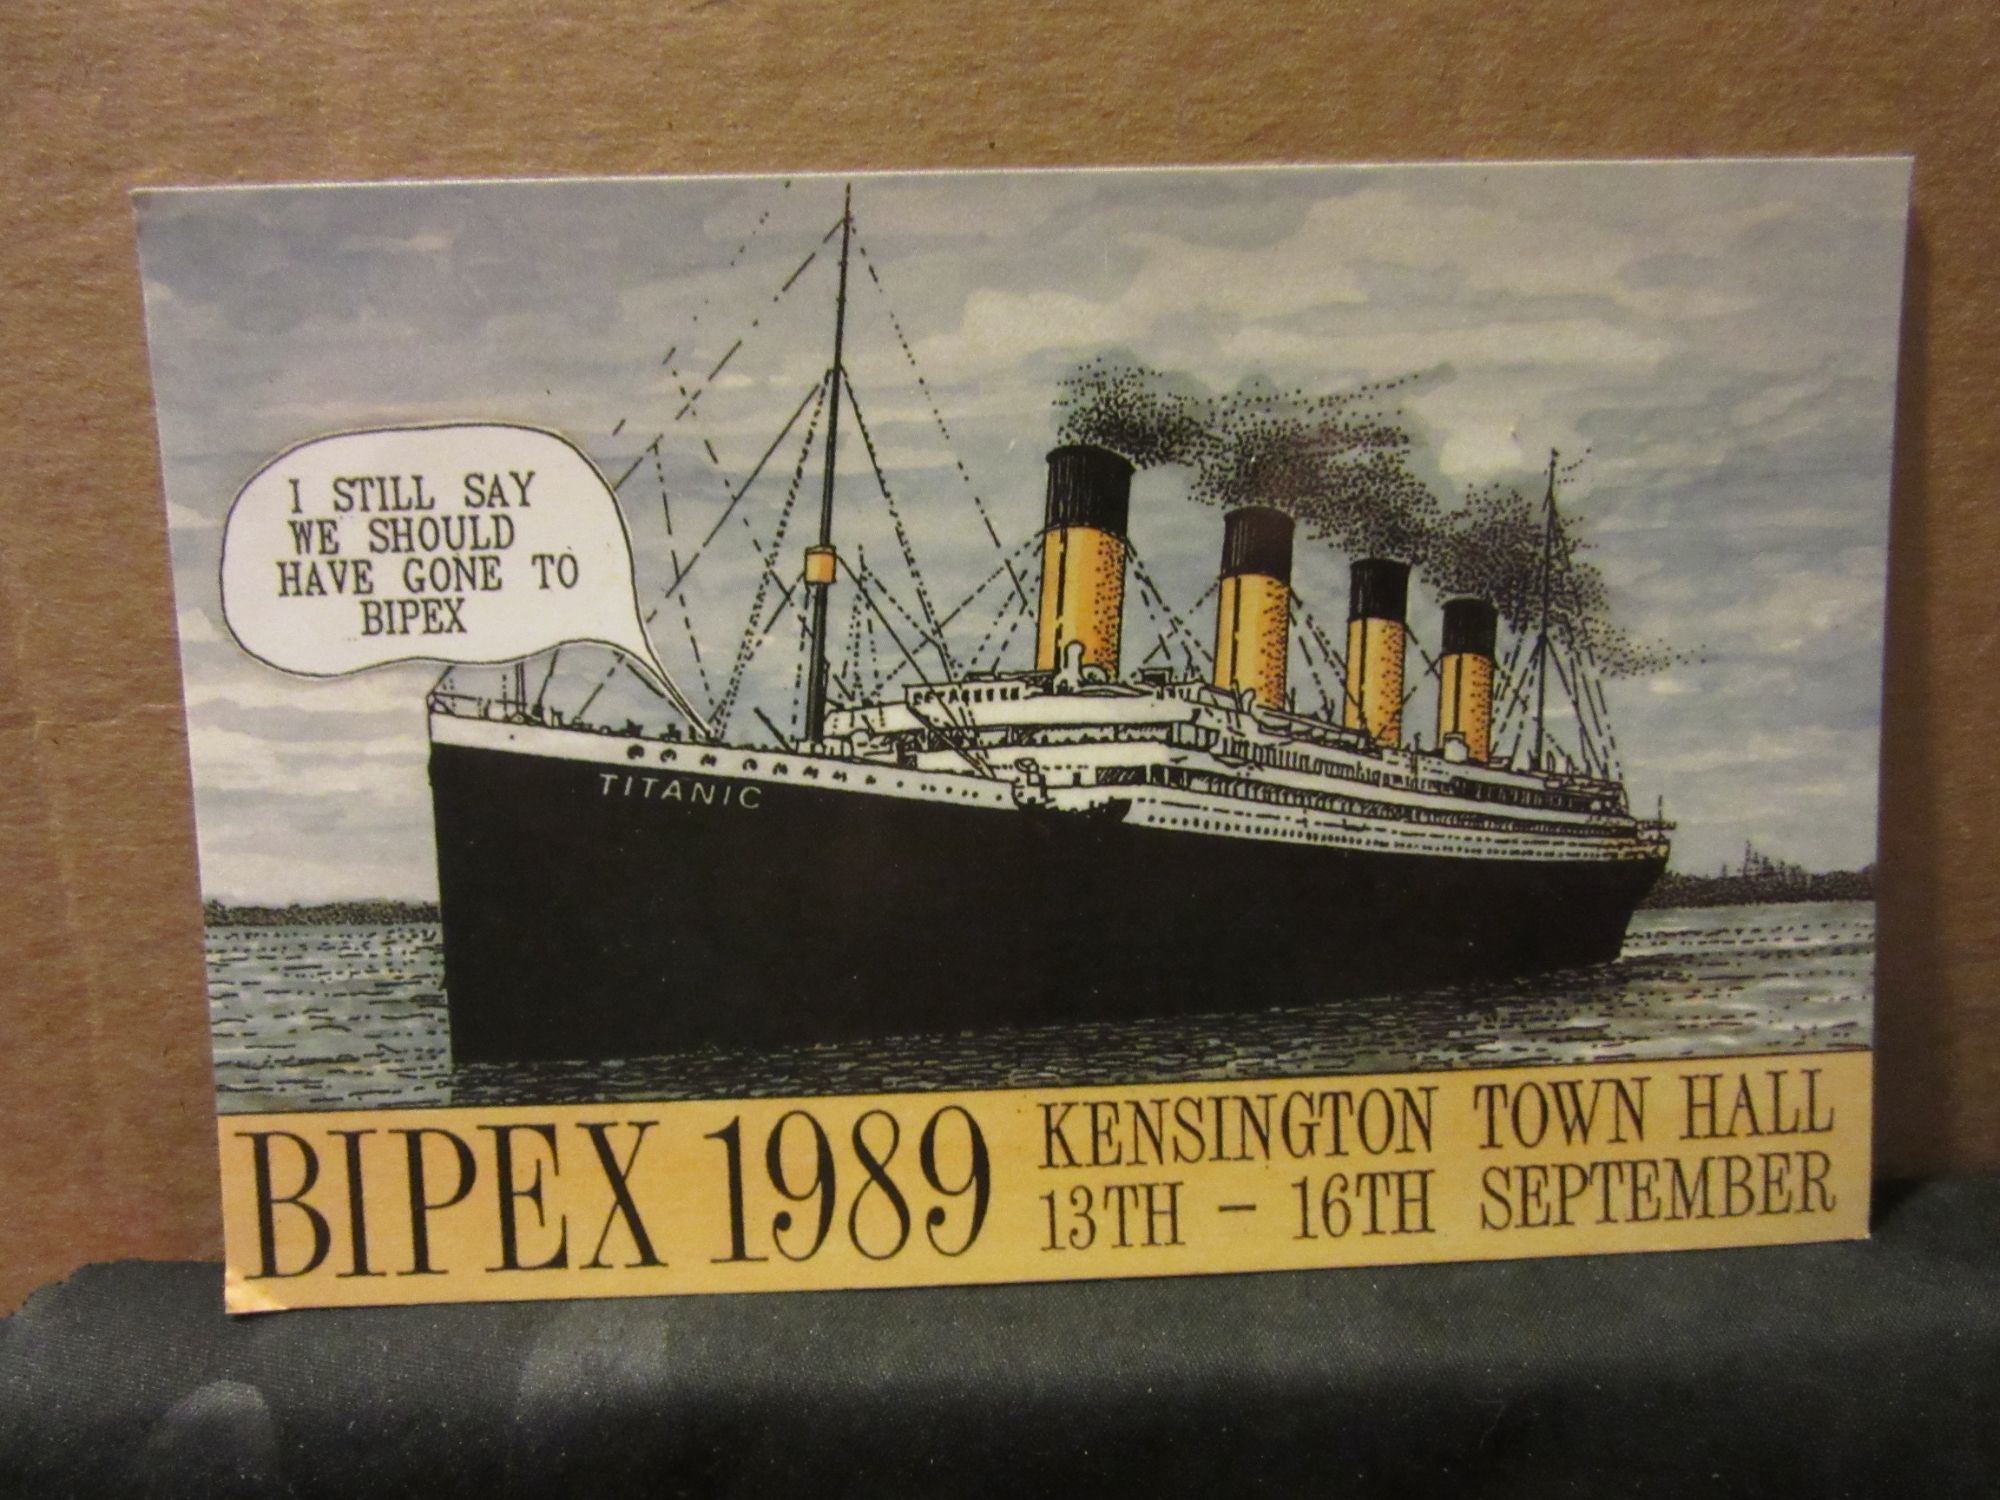 I STILL SAY
WE SHOULD
HAVE GONE TO
BIPEX
TITANIC
BIPEX 1989
KENSINGTON TOWN HALL
13TH - 16TH SEPTEMBER